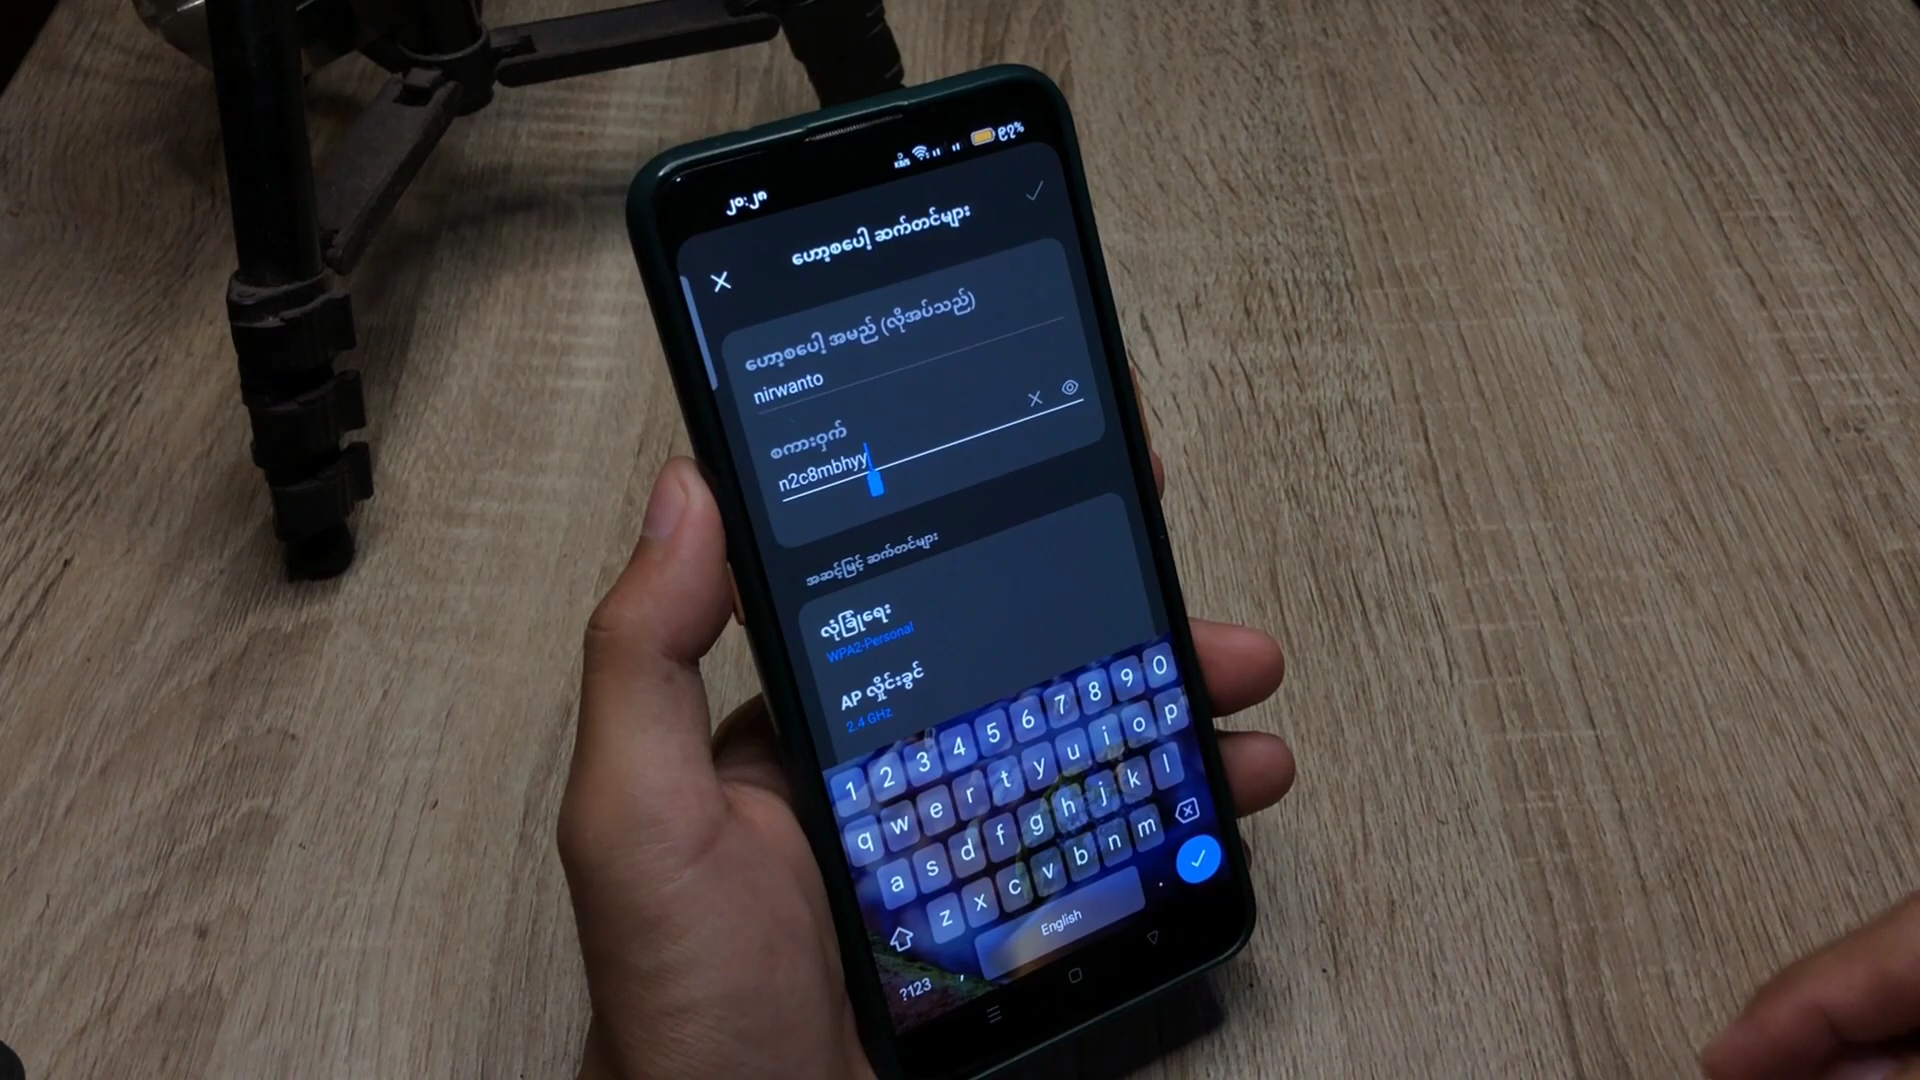 ၂၀:၂၈
KB/S
၉၇%
ဟော့စပေါ့ ဆက်တင်များ
ဟော့စပေါ့ အမည် (လိုအပ်သည်)
nirwanto
စကားဝှက်
n2c8mbhyy
အဆင့်မြင့် ဆက်တင်များ
လုံခြုံရေး
WPA2-Personal
AP လှိုင်းခွင်
2.4 GHz
1 2 3 4 5 6 7 8 9 0
q w e r t y u i o p
a s d f g h j k l
z x c v b n m
?123 , English .